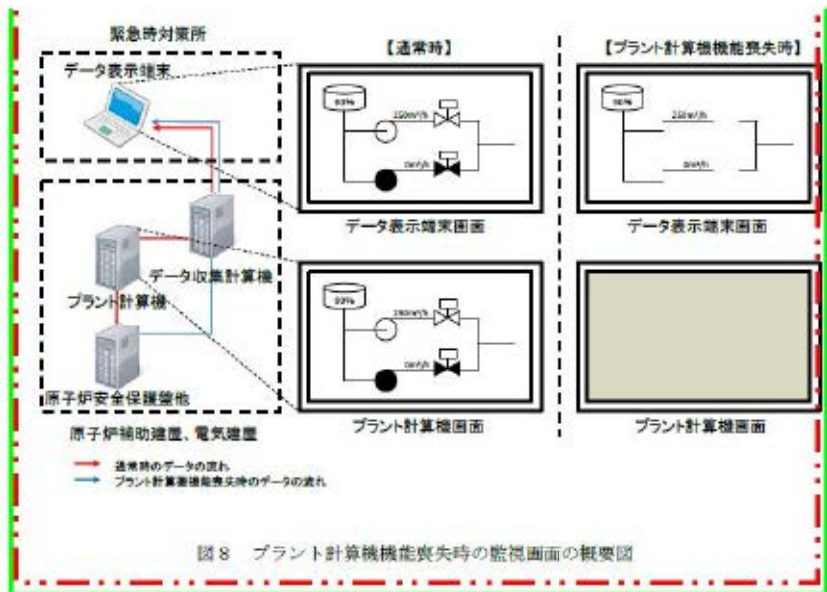 緊急時対策所
データ表示端末
データ収集計算機
プラント計算機
原子炉安全保護盤他
原子炉補助建屋、電気建屋
通常時のデータの流れ
プラント計算機機能喪失時のデータの流れ
【通常時】
データ表示端末画面
0m³/h
プラント計算機画面
0m³/h
【プラント計算機機能喪失時】
データ表示端末画面
0m³/h
プラント計算機画面
図8 プラント計算機機能喪失時の監視画面の概要図